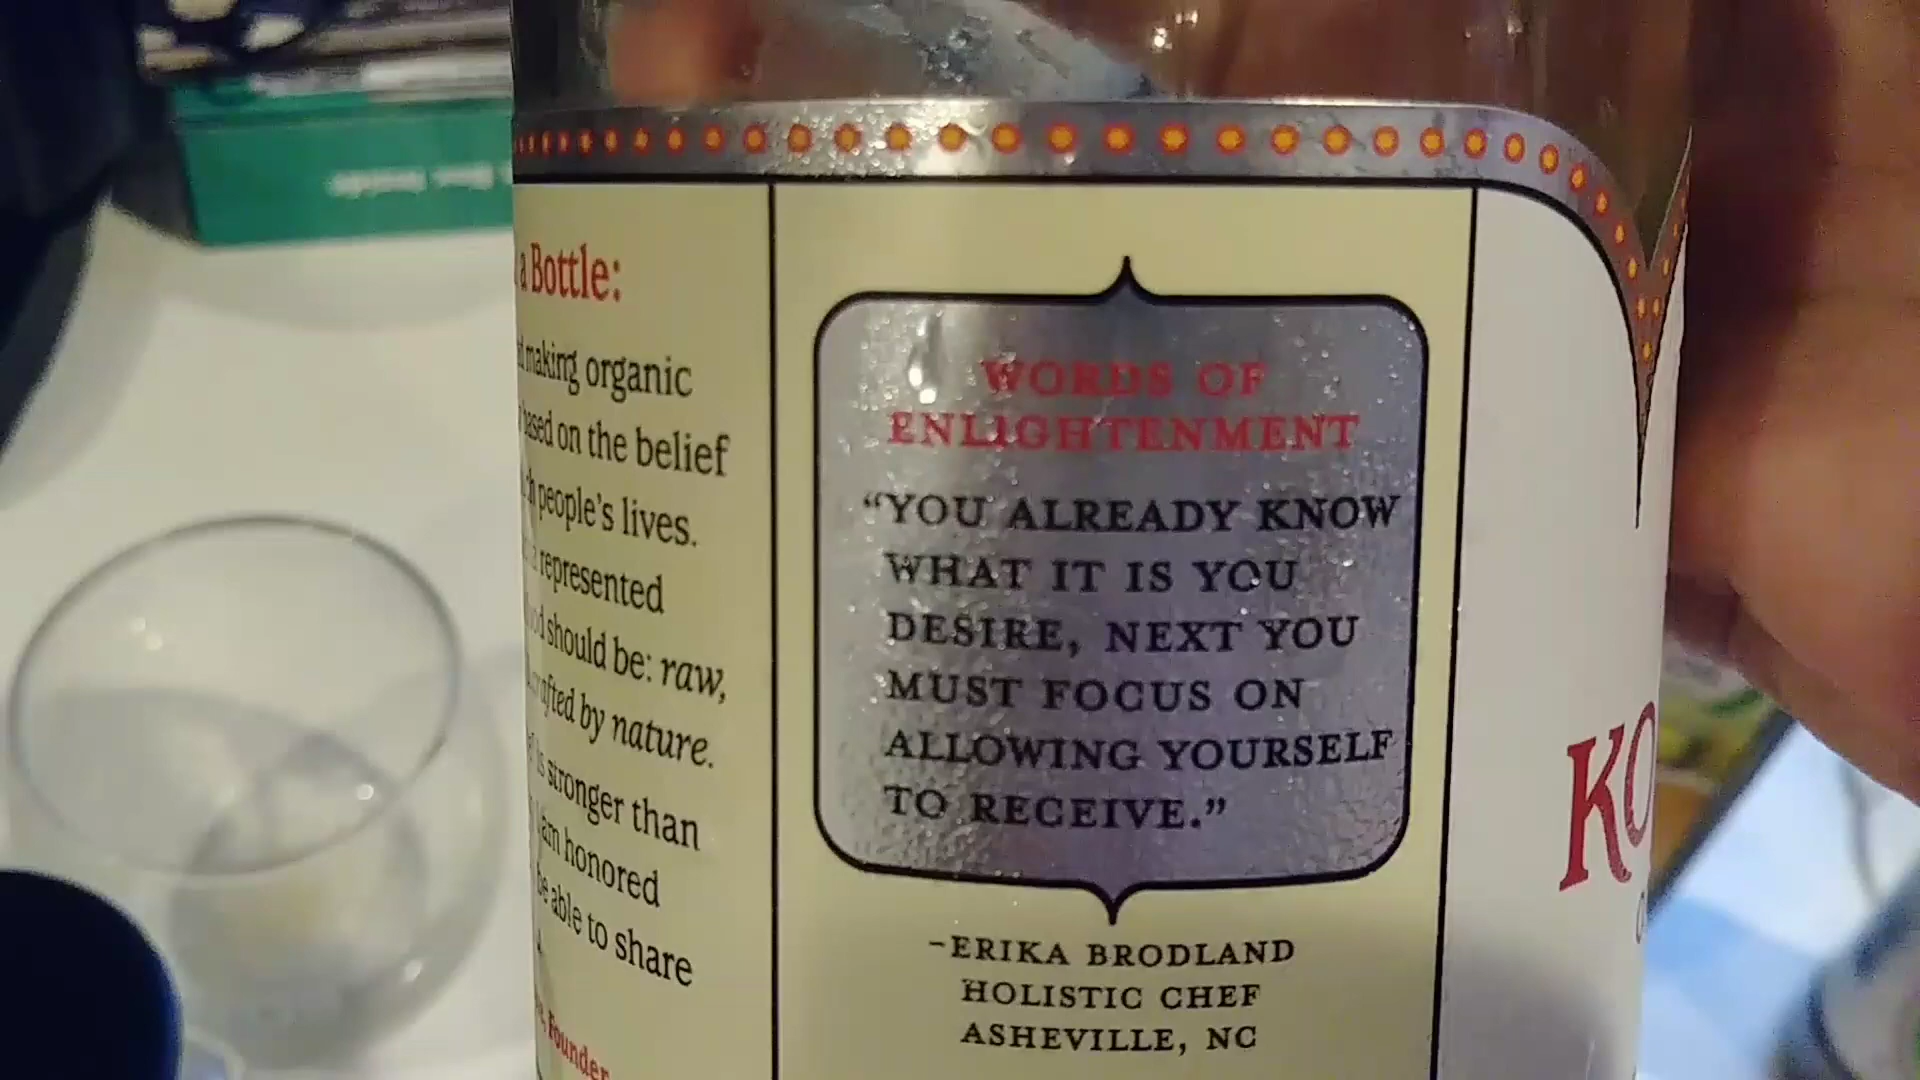 a Bottle:
making organic
based on the belief
people's lives.
represented
should be: raw,
by nature.
is stronger than
am honored
be able to share
Founder
WORDS OF
ENLIGHTENMENT
“YOU ALREADY KNOW
WHAT IT IS YOU
DESIRE, NEXT YOU
MUST FOCUS ON
ALLOWING YOURSELF
TO RECEIVE.”
-ERIKA BRODLAND
HOLISTIC CHEF
ASHEVILLE, NC
KO